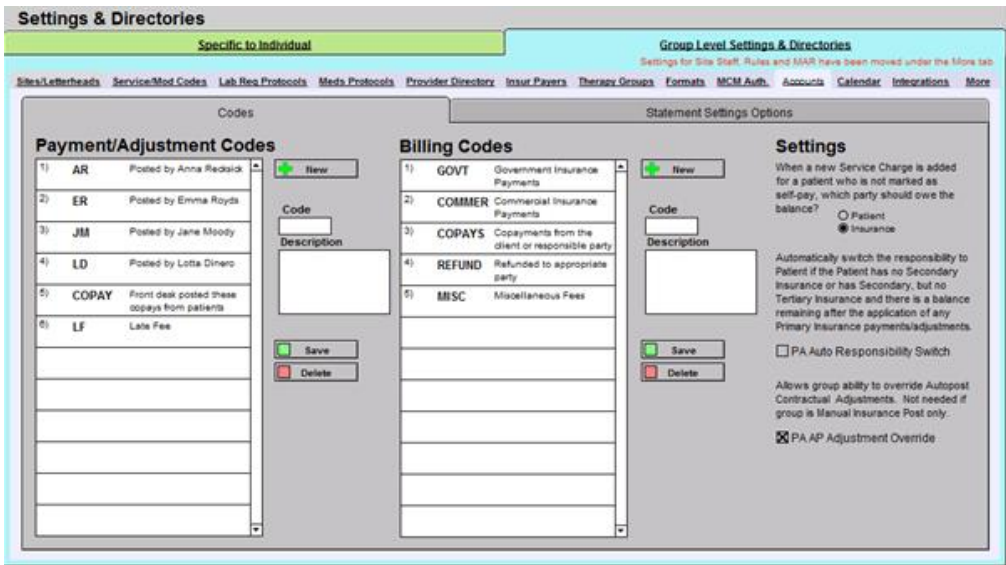 Settings & Directories
Specific to Individual
Group Level Settings & Directories
Settings for Site Staff, Rules and MAR have been moved under the More tab
Sites/Letterheads Service/Mod Codes Lab Req Protocols Meds Protocols Provider Directory Insur Payers Therapy Groups Formats MCM Auth. Accounts Calendar Integrations More
Codes
Statement Settings Options
Payment/Adjustment Codes
1) AR Posted by Anna Recksick
2) ER Posted by Emma Royds
3) JM Posted by Jane Moody
4) LD Posted by Lotta Dinero
5) COPAY Front desk posted these
copays from patients
6) LF Late Fee
New
Code
Description
Save
Delete
Billing Codes
1) GOVT Government Insurance
Payments
2) COMMER Commercial Insurance
Payments
3) COPAYS Copayments from the
client or responsible party
4) REFUND Refunded to appropriate
party
5) MISC Miscellaneous Fees
New
Code
Description
Save
Delete
Settings
When a new Service Charge is added
for a patient who is not marked as
self-pay, which party should owe the
balance?
Patient
Insurance
Automatically switch the responsibility to
Patient if the Patient has no Secondary
Insurance or has Secondary, but no
Tertiary Insurance and there is a balance
remaining after the application of any
Primary Insurance payments/adjustments.
PA Auto Responsibility Switch
Allows group ability to override Autopost
Contractual Adjustments. Not needed if
group is Manual Insurance Post only.
PA AP Adjustment Override